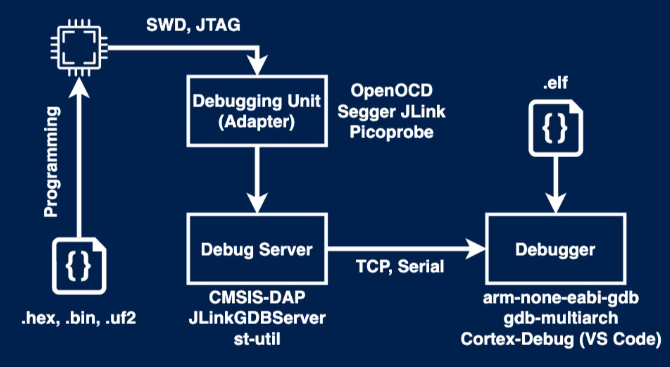 SWD, JTAG
Debugging Unit
(Adapter)
OpenOCD
Segger JLink
Picoprobe
.elf
{}
Programming
{}
.hex, .bin, .uf2
Debug Server
CMSIS-DAP
JLinkGDBServer
st-util
TCP, Serial
Debugger
arm-none-eabi-gdb
gdb-multiarch
Cortex-Debug (VS Code)